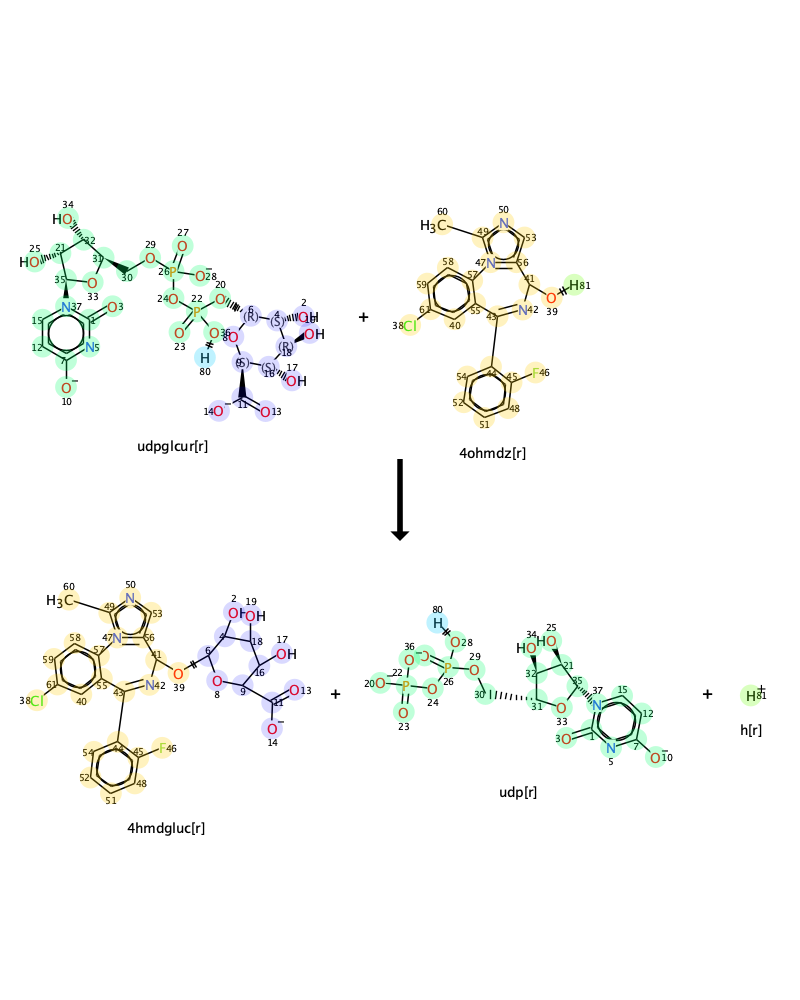 34
HO
25
HO
21
32
31
35
33
O
30
29
O
27
O
26
P
O
28
24
O
22
P
20
O
23
O
O
36
H
80
N
37
15
1
O
3
12
N
5
7
O
10
6
(R)
4
(S)
2
OH
OH
18
(R)
8
(S)
16
(S)
17
OH
11
14
O
O
13
udpglcur[r]
+
60
H₃C
50
N
49
53
47
N
56
58
57
59
55
41
H
81
O
39
61
38
Cl
40
43
N
42
44
45
F
46
54
52
48
51
4ohmdz[r]
60
H₃C
50
N
49
53
47
N
56
58
57
59
55
41
O
39
61
38
Cl
40
43
N
42
44
45
F
46
54
52
48
51
2
OH
19
OH
4
18
6
17
OH
16
O
8
9
O
13
11
O
14
4hmdgluc[r]
+
80
H
O
28
36
O
O
29
O
22
P
P
26
20
O
O
24
O
23
30
34
HO
25
HO
32
21
35
31
O
33
37
N
15
12
3
O
1
7
N
5
O
10
udp[r]
+
H
81
+
h[r]